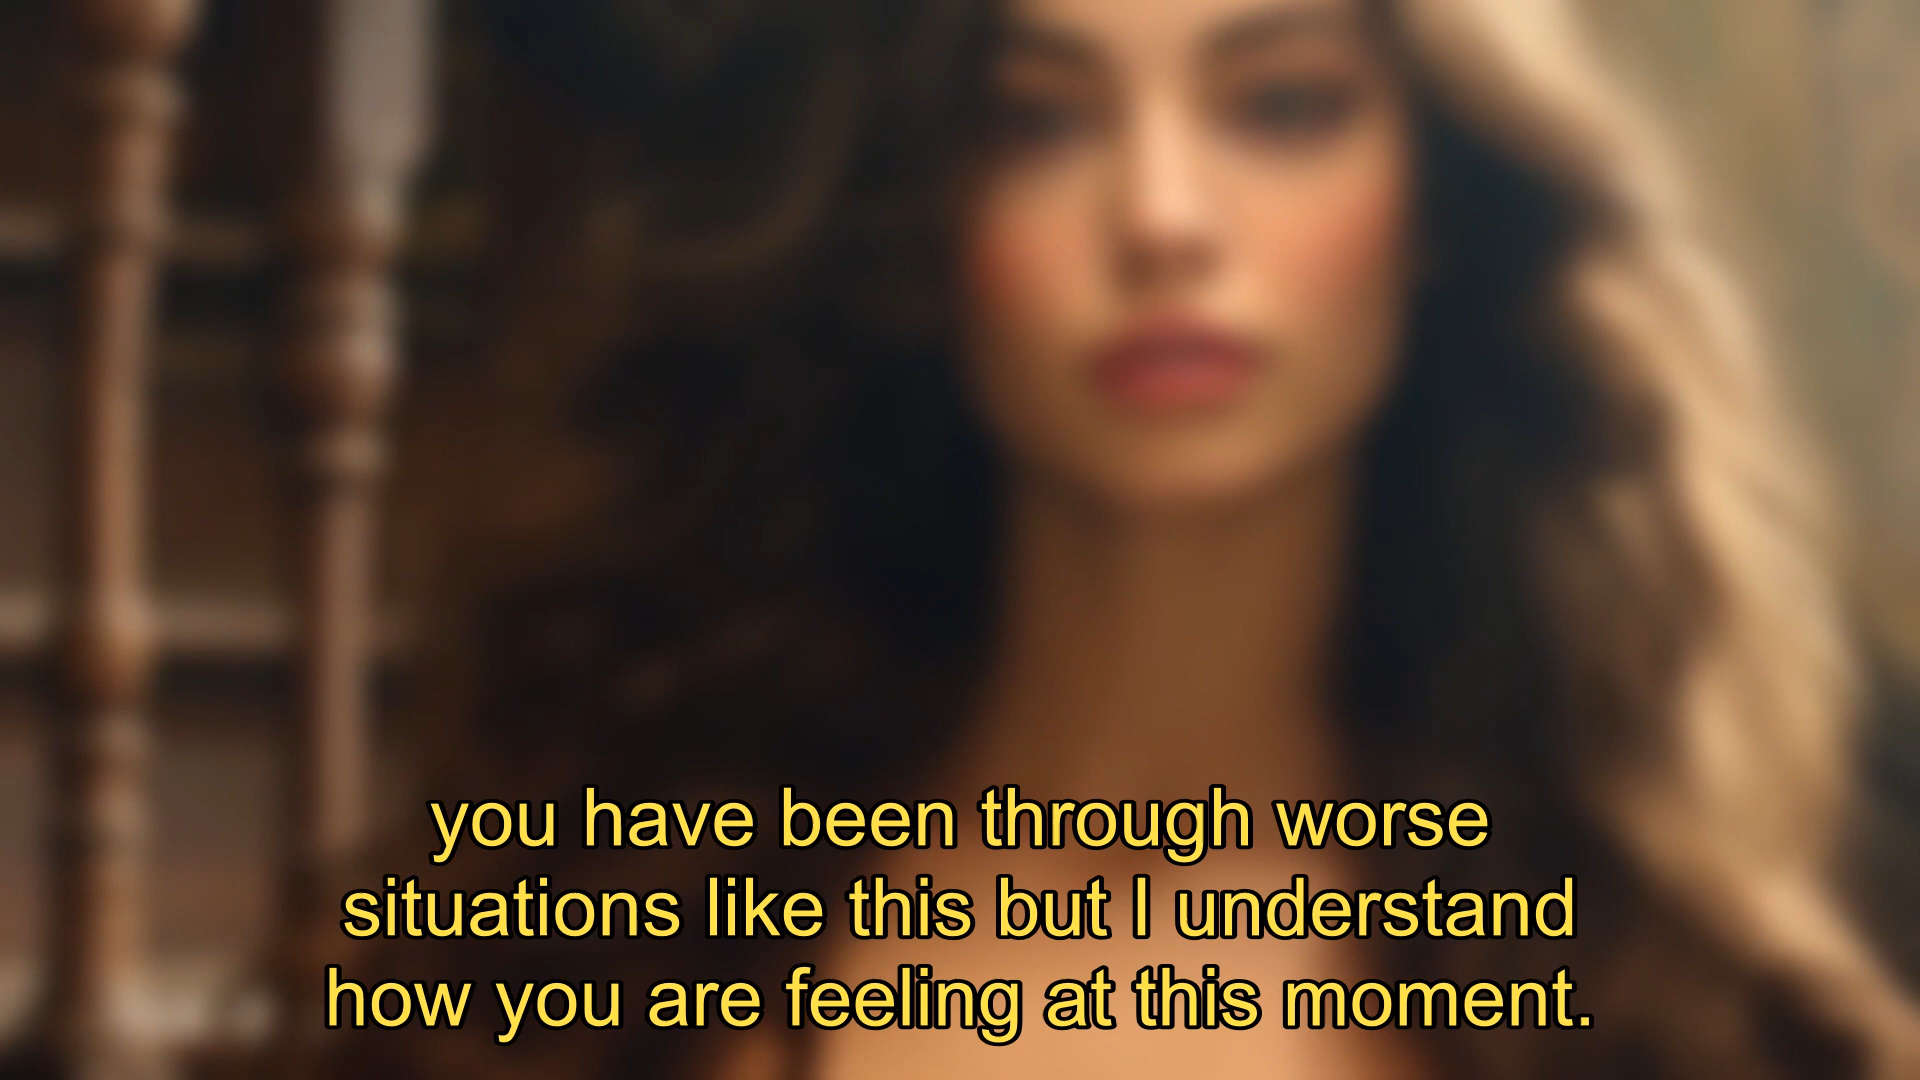 you have been through worse
situations like this but I understand
how you are feeling at this moment.